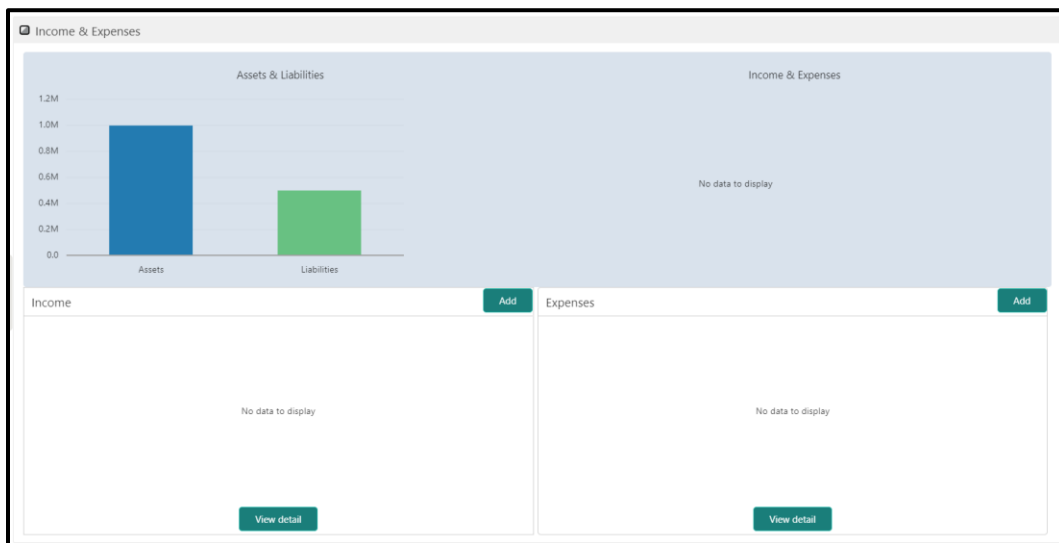 Income & Expenses
Assets & Liabilities
1.2M
1.0M
0.8M
0.6M
0.4M
0.2M
0.0
Assets
Liabilities
Income & Expenses
No data to display
Income
Add
No data to display
View detail
Expenses
Add
No data to display
View detail